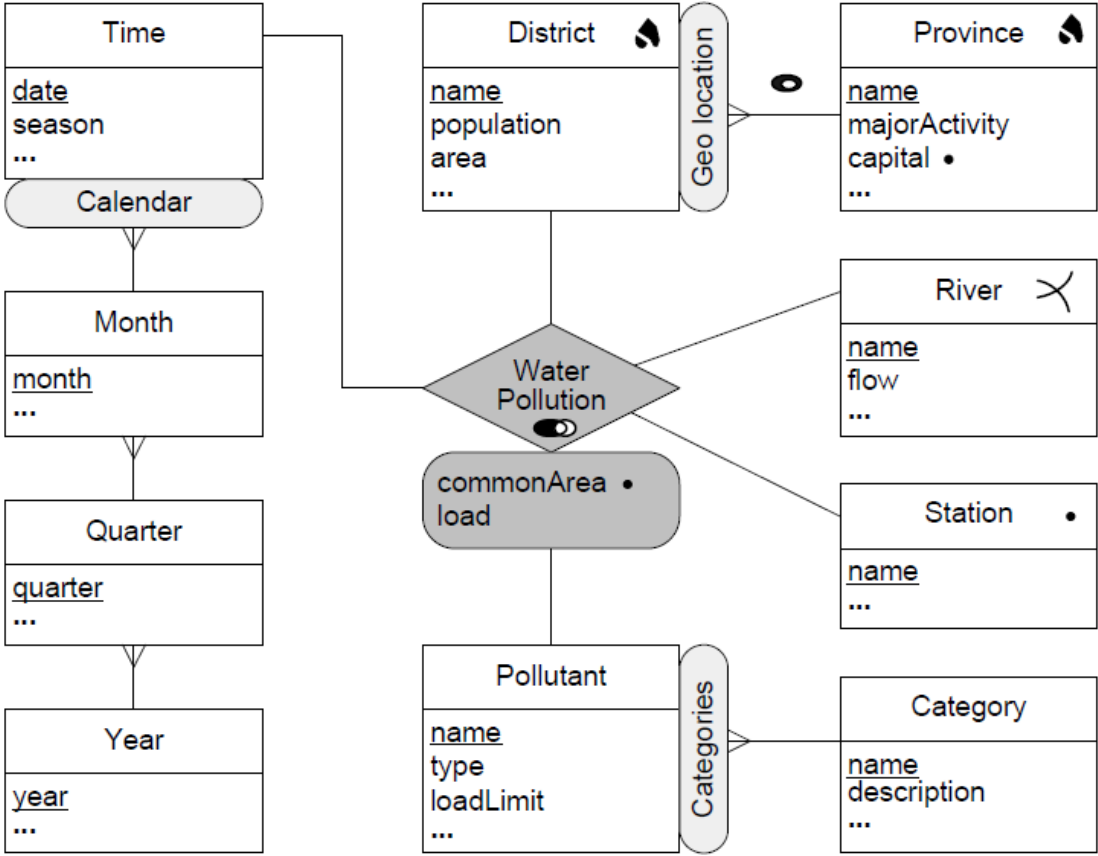 Time
date
season
...
Calendar
Month
month
...
Quarter
quarter
...
Year
year
...
District
name
population
area
...
Geo location
Province
name
majorActivity
capital •
...
Water
Pollution
commonArea •
load
River
name
flow
...
Station •
name
...
Pollutant
name
type
loadLimit
...
Categories
Category
name
description
...